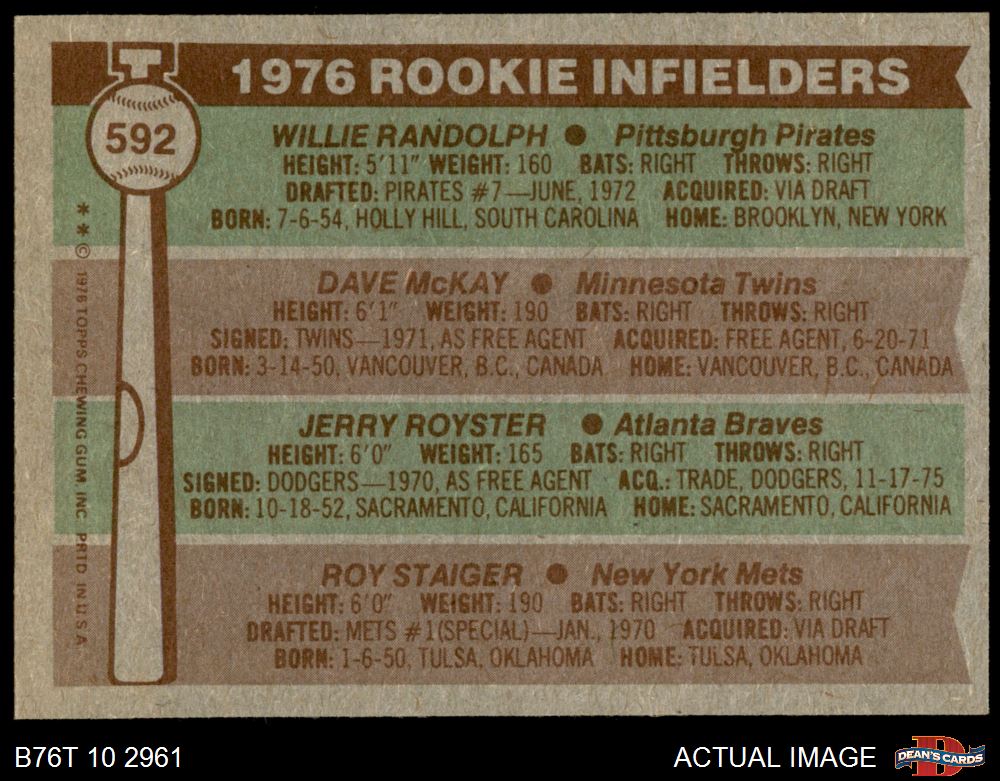 1976 ROOKIE INFIELDERS
592
WILLIE RANDOLPH ● Pittsburgh Pirates
HEIGHT: 5'11" WEIGHT: 160 BATS: RIGHT THROWS: RIGHT
DRAFTED: PIRATES #7—JUNE, 1972 ACQUIRED: VIA DRAFT
BORN: 7-6-54, HOLLY HILL, SOUTH CAROLINA HOME: BROOKLYN, NEW YORK
DAVE McKAY ● Minnesota Twins
HEIGHT: 6'1" WEIGHT: 190 BATS: RIGHT THROWS: RIGHT
SIGNED: TWINS—1971, AS FREE AGENT ACQUIRED: FREE AGENT, 6-20-71
BORN: 3-14-50, VANCOUVER, B.C., CANADA HOME: VANCOUVER, B.C., CANADA
JERRY ROYSTER ● Atlanta Braves
HEIGHT: 6'0" WEIGHT: 165 BATS: RIGHT THROWS: RIGHT
SIGNED: DODGERS—1970, AS FREE AGENT ACQ.: TRADE, DODGERS, 11-17-75
BORN: 10-18-52, SACRAMENTO, CALIFORNIA HOME: SACRAMENTO, CALIFORNIA
ROY STAIGER ● New York Mets
HEIGHT: 6'0" WEIGHT: 190 BATS: RIGHT THROWS: RIGHT
DRAFTED: METS #1(SPECIAL)—JAN., 1970 ACQUIRED: VIA DRAFT
BORN: 1-6-50, TULSA, OKLAHOMA HOME: TULSA, OKLAHOMA
* * © 1976 TOPPS CHEWING GUM, INC. PRTD. IN U.S.A.
B76T 10 2961
ACTUAL IMAGE
D
DEAN'S CARDS